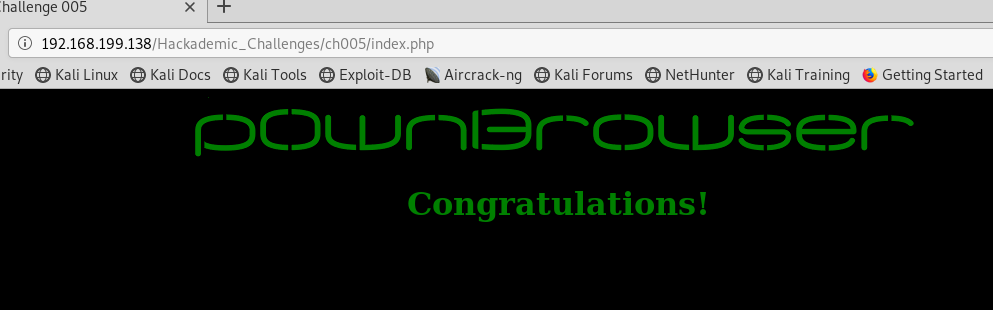 hallenge 005
192.168.199.138/Hackademic_Challenges/ch005/index.php
rity Kali Linux Kali Docs Kali Tools Exploit-DB Aircrack-ng Kali Forums NetHunter Kali Training Getting Started
p0wnBrowser
Congratulations!